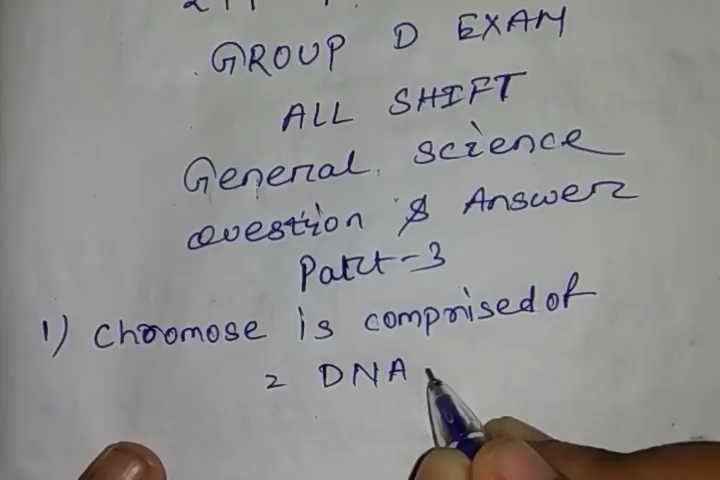 GROUP D EXAM
ALL SHIFT
General science
question & Answer
Part-3
1) chromose is comprised of
= DNA